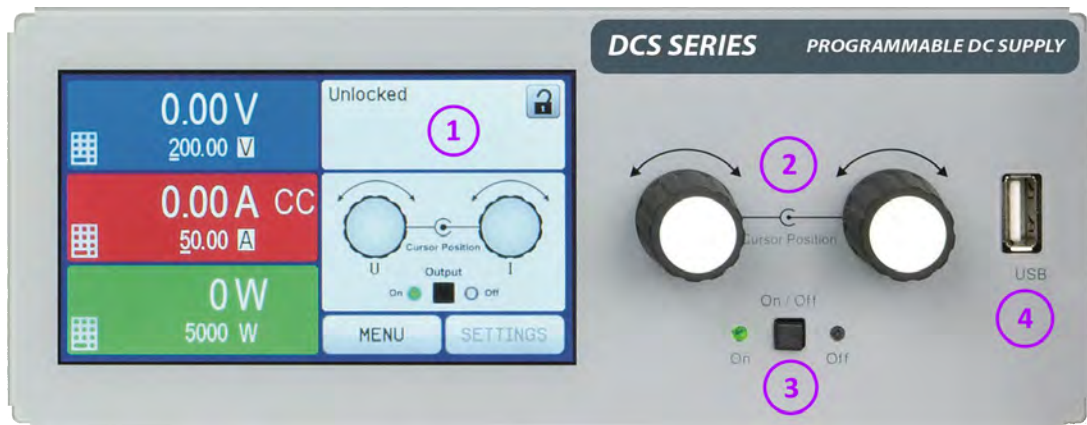 DCS SERIES PROGRAMMABLE DC SUPPLY
0.00 V
200.00 V
0.00 A CC
50.00 A
0 W
5000 W
Unlocked
1
Cursor Position
U I
Output
On Off
MENU SETTINGS
2
Cursor Position
On / Off
On Off
3
USB
4